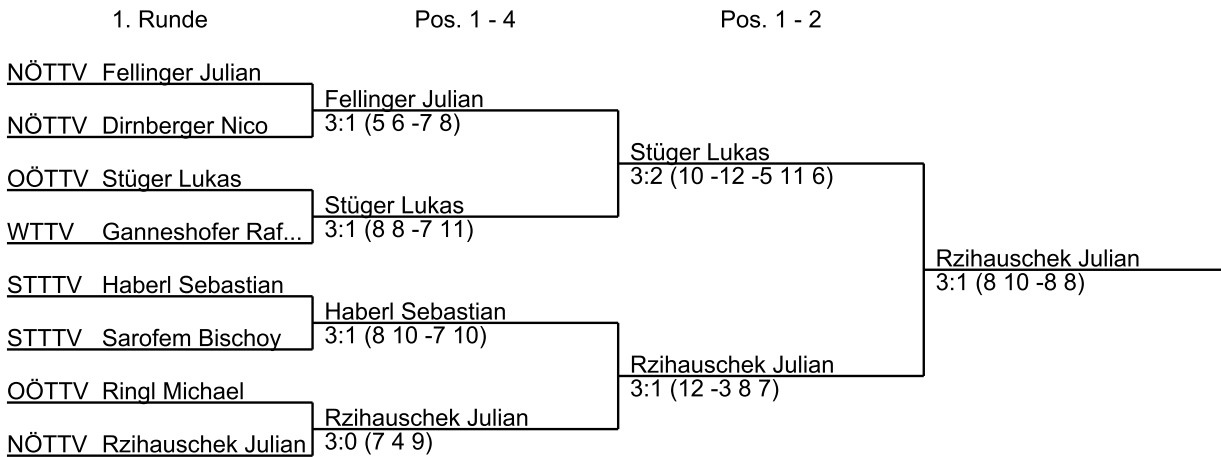 1. Runde Pos. 1 - 4 Pos. 1 - 2
NÖTTV Fellinger Julian
Fellinger Julian
3:1 (5 6 -7 8)
NÖTTV Dirnberger Nico
Stüger Lukas
3:2 (10 -12 -5 11 6)
OÖTTV Stüger Lukas
Stüger Lukas
3:1 (8 8 -7 11)
WTTV Ganneshofer Raf...
Rzihauschek Julian
3:1 (8 10 -8 8)
STTTV Haberl Sebastian
Haberl Sebastian
3:1 (8 10 -7 10)
STTTV Sarofem Bischoy
Rzihauschek Julian
3:1 (12 -3 8 7)
OÖTTV Ringl Michael
Rzihauschek Julian
3:0 (7 4 9)
NÖTTV Rzihauschek Julian